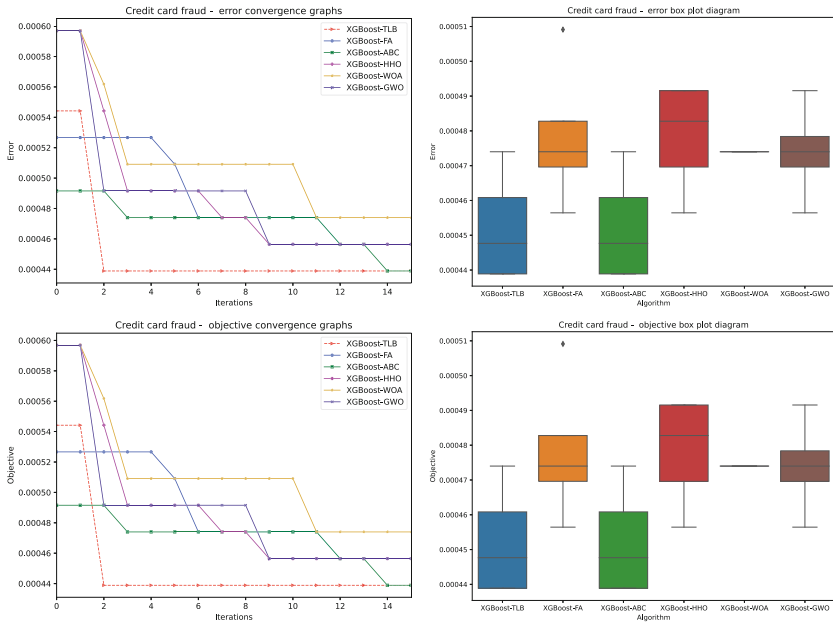 Credit card fraud - error convergence graphs
0.00060
0.00058
0.00056
0.00054
0.00052
0.00050
0.00048
0.00046
0.00044
Error
0
2
4
6
8
10
12
14
Iterations
XGBoost-TLB
XGBoost-FA
XGBoost-ABC
XGBoost-HHO
XGBoost-WOA
XGBoost-GWO
Credit card fraud - error box plot diagram
0.00051
0.00050
0.00049
0.00048
0.00047
0.00046
0.00045
0.00044
Error
XGBoost-TLB
XGBoost-FA
XGBoost-ABC
XGBoost-HHO
XGBoost-WOA
XGBoost-GWO
Algorithm
Credit card fraud - objective convergence graphs
0.00060
0.00058
0.00056
0.00054
0.00052
0.00050
0.00048
0.00046
0.00044
Objective
0
2
4
6
8
10
12
14
Iterations
XGBoost-TLB
XGBoost-FA
XGBoost-ABC
XGBoost-HHO
XGBoost-WOA
XGBoost-GWO
Credit card fraud - objective box plot diagram
0.00051
0.00050
0.00049
0.00048
0.00047
0.00046
0.00045
0.00044
Objective
XGBoost-TLB
XGBoost-FA
XGBoost-ABC
XGBoost-HHO
XGBoost-WOA
XGBoost-GWO
Algorithm